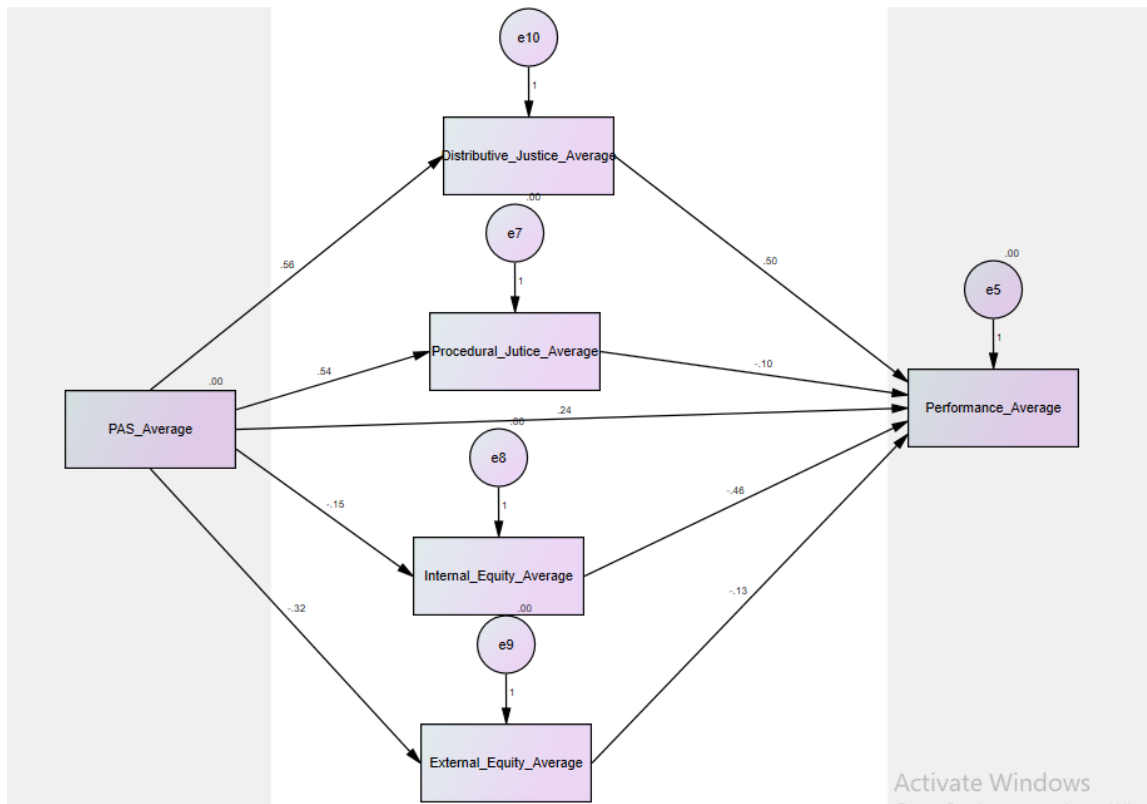 e10
1
Distributive_Justice_Average
.00
e7
1
.56
.50
.00
e5
1
Procedural_Jutice_Average
.54
-.10
.00
PAS_Average
.24
Performance_Average
.00
e8
1
-.15
-.46
Internal_Equity_Average
.00
-.32
-.13
e9
1
External_Equity_Average
Activate Windows